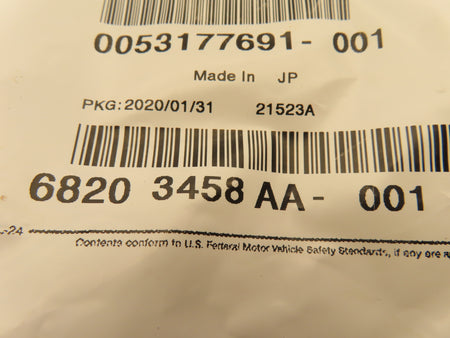 0053177691- 001
Made In JP
PKG: 2020/01/31 21523A
6820 3458 AA- 001
-24
Contents conform to U.S. Federal Motor Vehicle Safety Standards, if any are a